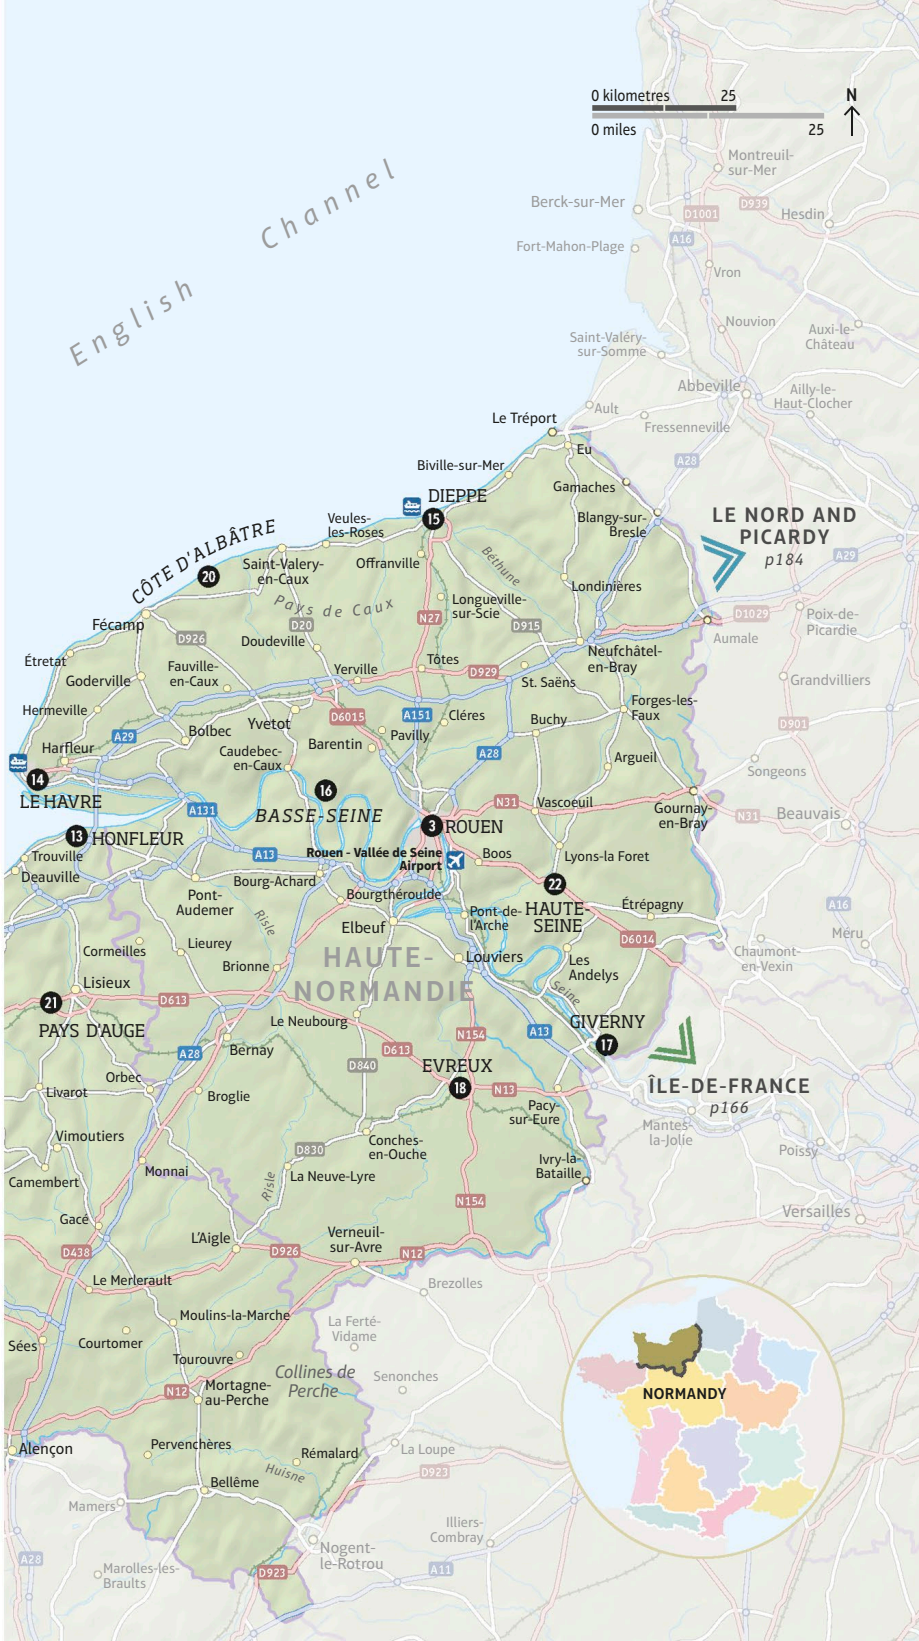 0 kilometres 25
N
0 miles 25
English Channel
Montreuil-
sur-Mer
Berck-sur-Mer
D939
D1001
Hesdin
A16
Fort-Mahon-Plage
Vron
Nouvion
Auxi-le-
Château
Saint-Valéry-
sur-Somme
Abbeville
Ailly-le-
Haut-Clocher
Ault
Le Tréport
Fressenneville
Eu
A28
Biville-sur-Mer
Gamaches
DIEPPE
15
Blangy-sur-
Bresle
LE NORD AND
PICARDY
p184
A29
Veules-
les-Roses
CÔTE D'ALBÂTRE
20
Saint-Valery-
en-Caux
Offranville
Béthune
Londinières
Pays de Caux
Longueville-
sur-Scie
N27
D915
D1029
Poix-de-
Picardie
Fécamp
D926
D20
Doudeville
Aumale
Neufchâtel-
en-Bray
Étretat
Goderville
Fauville-
en-Caux
Yerville
Tôtes
D929
St. Saëns
Grandvilliers
Hermeville
Yvetot
D6015
A151
Cléres
Buchy
Forges-les-
Faux
D901
A29
Bolbec
Barentin
Pavilly
A28
Argueil
Songeons
Harfleur
Caudebec-
en-Caux
14
LE HAVRE
16
BASSE-SEINE
A131
N31
Vascoeuil
Gournay-
en-Bray
N31
Beauvais
13
HONFLEUR
3
ROUEN
Trouville
Deauville
A13
Rouen - Vallée de Seine
Airport
Boos
Lyons-la Foret
Bourg-Achard
22
HAUTE-
SEINE
Pont-
Audemer
Bourgthéroulde
Étrépagny
A16
Risle
Elbeuf
Pont-de-
l'Arche
D6014
Méru
Cormeilles
Lieurey
Brionne
HAUTE-
NORMANDIE
Louviers
Les
Andelys
Chaumont-
en-Vexin
Lisieux
21
PAYS D'AUGE
D613
Le Neubourg
Seine
GIVERNY
17
A13
N154
A28
Bernay
D613
D840
EVREUX
18
N13
ÎLE-DE-FRANCE
p166
Orbec
Livarot
Broglie
Pacy-
sur-Eure
Mantes-
la-Jolie
Vimoutiers
Conches-
en-Ouche
D830
Poissy
Monnai
Camembert
Risle
La Neuve-Lyre
Ivry-la-
Bataille
N154
Versailles
Gacé
L'Aigle
Verneuil-
sur-Avre
D438
D926
N12
Le Merlerault
Brezolles
Moulins-la-Marche
La Ferté-
Vidame
Sées
Courtomer
Tourouvre
Collines de
Perche
Senonches
NORMANDY
N12
Mortagne-
au-Perche
Alençon
Pervenchères
Rémalard
La Loupe
D923
Huisne
Bellême
Mamers
Illiers-
Combray
Nogent-
le-Rotrou
A28
Marolles-les-
Braults
D923
A11